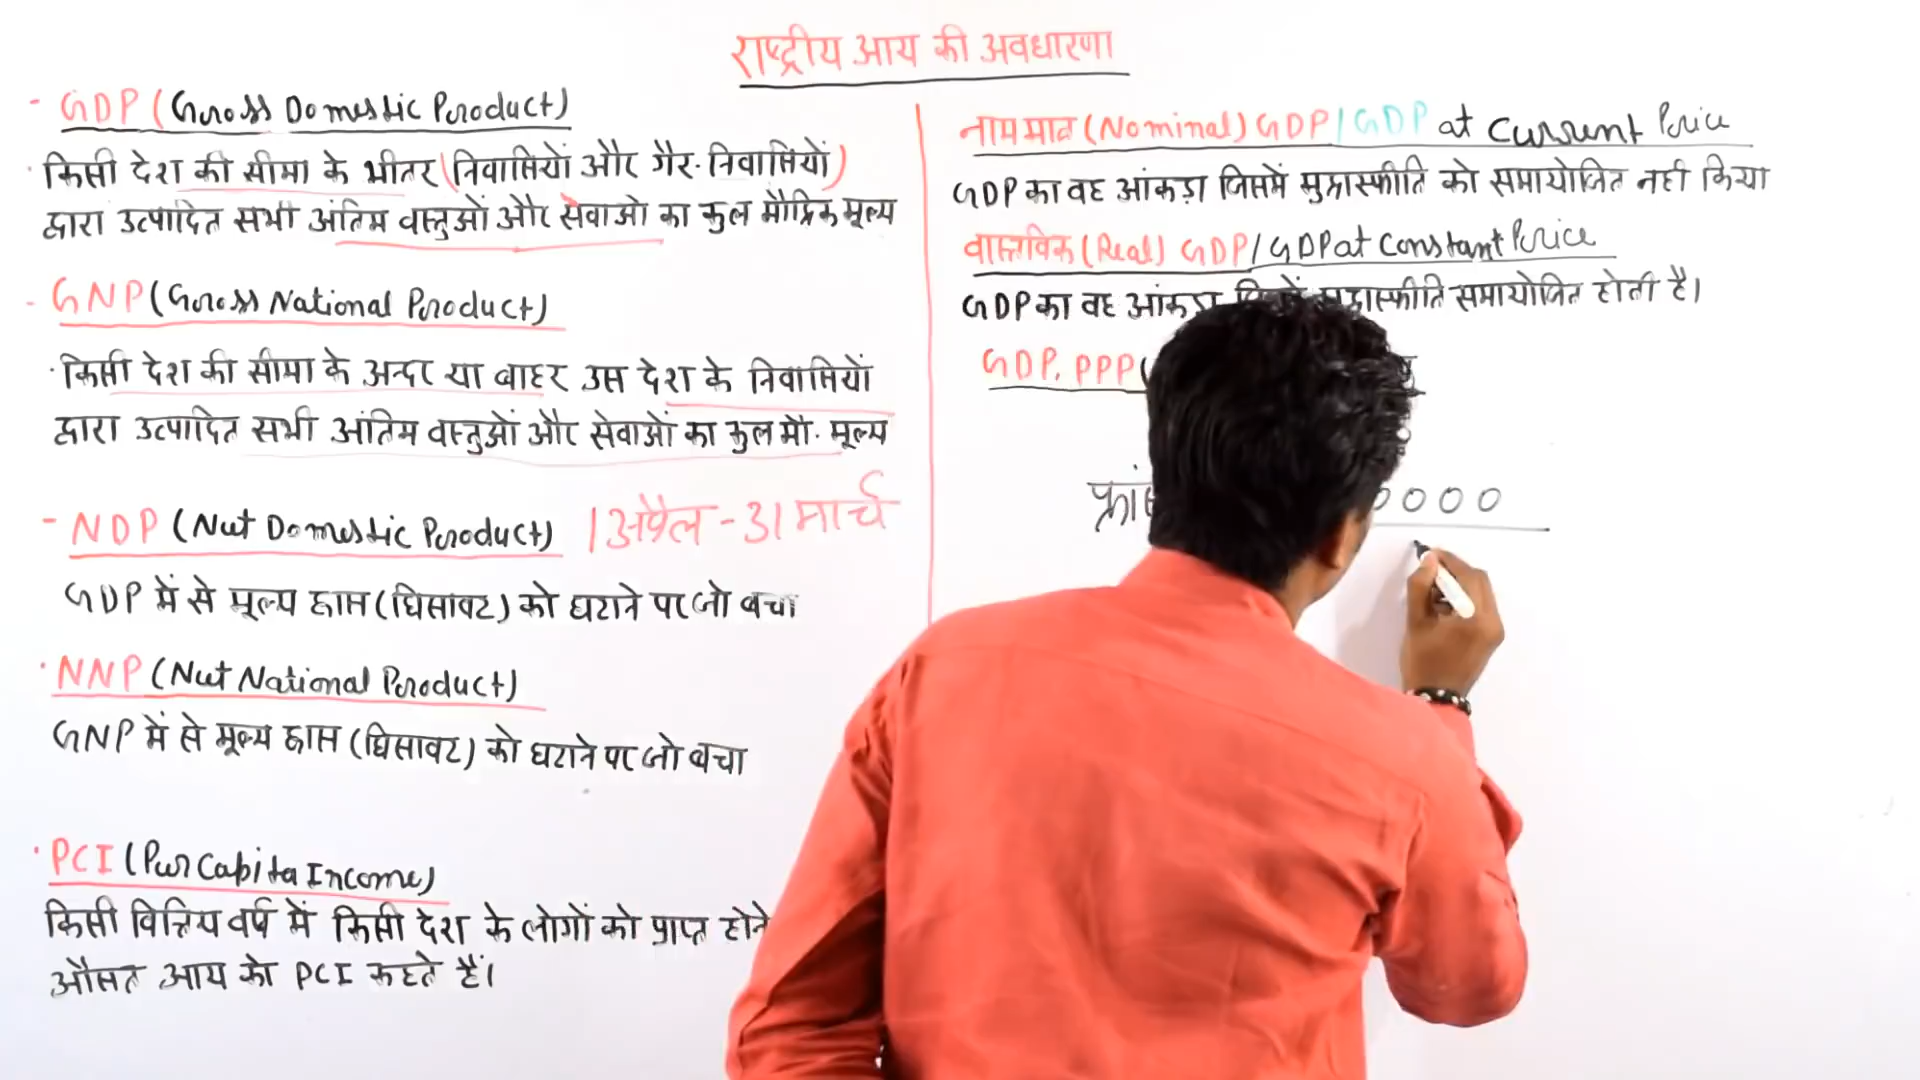 राष्ट्रीय आय की अवधारणा
- GDP (Gross Domestic Product)
· किसी देश की सीमा के भीतर (निवासियों और गैर-निवासियों)
द्वारा उत्पादित सभी अंतिम वस्तुओं और सेवाओ का कुल मौद्रिक मूल्य
- GNP (Gross National Product)
· किसी देश की सीमा के अन्दर या बाहर उस देश के निवासियों
द्वारा उत्पादित सभी अंतिम वस्तुओं और सेवाओं का कुल मौ. मूल्य
- NDP (Net Domestic Product) 1 अप्रैल - 31 मार्च
GDP में से मूल्य ह्रास (घिसावट) को घटाने पर जो बचा
· NNP (Net National Product)
GNP में से मूल्य ह्रास (घिसावट) को घटाने पर जो बचा
· PCI (Per Capita Income)
किसी वित्तिय वर्ष में किसी देश के लोगों को प्राप्त होने
औसत आय को PCI कहते हैं।
नाममात्र (Nominal) GDP / GDP at Current Price
GDP का वह आंकड़ा जिसमें मुद्रास्फीति को समायोजित नही किया
वास्तविक (Real) GDP / GDP at Constant Price
GDP का वह आंकड़ा मुद्रास्फीति समायोजित होती है।
GDP. PPP (
0000